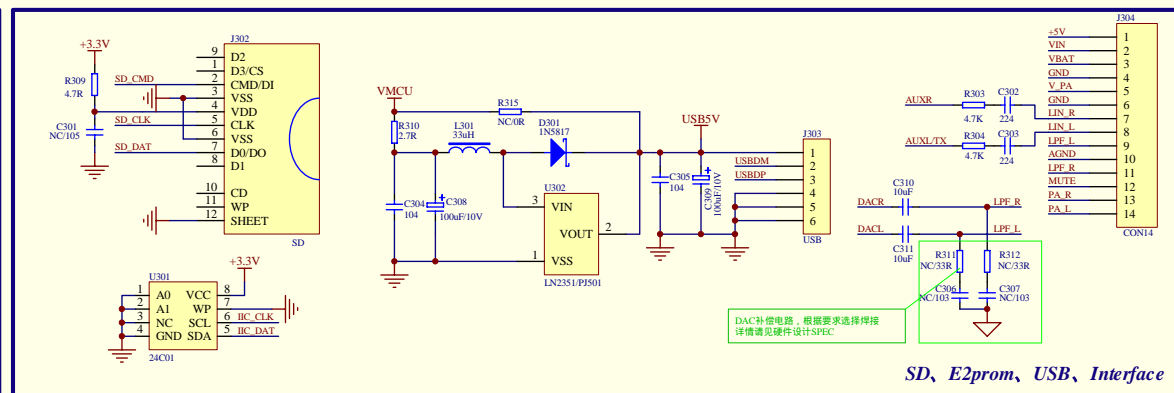 J302
+3.3V
R309
4.7R
C301
NC/105
SD_CMD
SD_CLK
SD_DAT
9 D2
1 D3/CS
2 CMD/DI
3 VSS
4 VDD
5 CLK
6 VSS
7 D0/DO
8 D1
10 CD
11 WP
12 SHEET
SD
U301
+3.3V
1 A0 VCC 8
2 A1 WP 7
3 NC SCL 6 IIC_CLK
4 GND SDA 5 IIC_DAT
24C01
VMCU
R310
2.7R
L301
33uH
R315
NC/0R
D301
1N5817
C304
104
C308
100uF/10V
U302
3 VIN
VOUT 2
1 VSS
LN2351/PJ501
USB5V
C305
104
C309
100uF/10V
USBDM
USBDP
J303
1
2
3
4
5
6
USB
AUXR
R303
4.7K
C302
224
AUXL/TX
R304
4.7K
C303
224
J304
+5V 1
VIN 2
VBAT 3
GND 4
V_PA 5
GND 6
LIN_R 7
LIN_L 8
LPF_L 9
AGND 10
LPF_R 11
MUTE 12
PA_R 13
PA_L 14
CON14
C310
10uF
DACR
LPF_R
DACL
LPF_L
C311
10uF
R311
NC/33R
R312
NC/33R
C306
NC/103
C307
NC/103
DAC补偿电路，根据要求选择焊接
详情请见硬件设计SPEC
SD、E2prom、USB、Interface